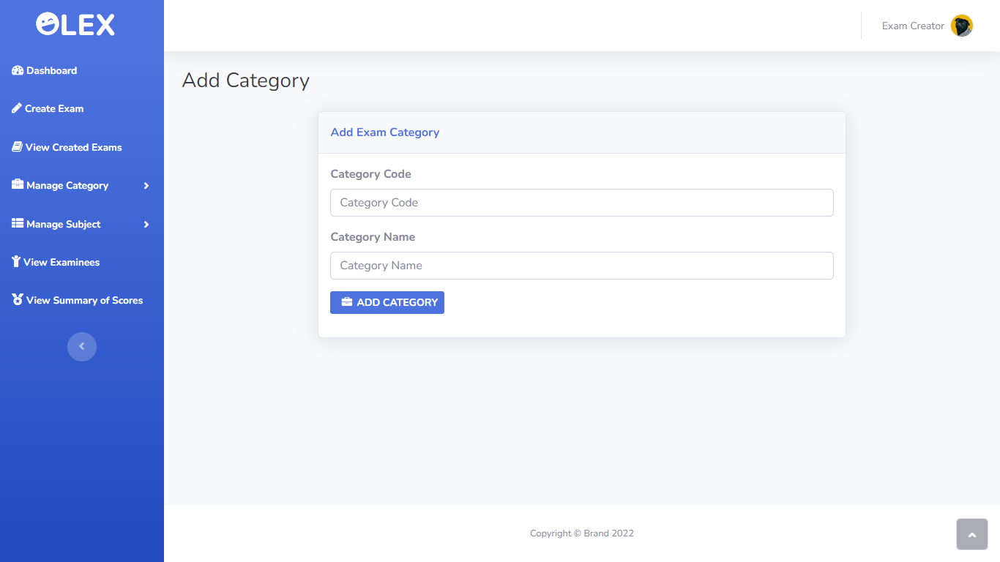 OLEX
Dashboard
Create Exam
View Created Exams
Manage Category
Manage Subject
View Examinees
View Summary of Scores
Exam Creator
Add Category
Add Exam Category
Category Code
Category Code
Category Name
Category Name
ADD CATEGORY
Copyright © Brand 2022